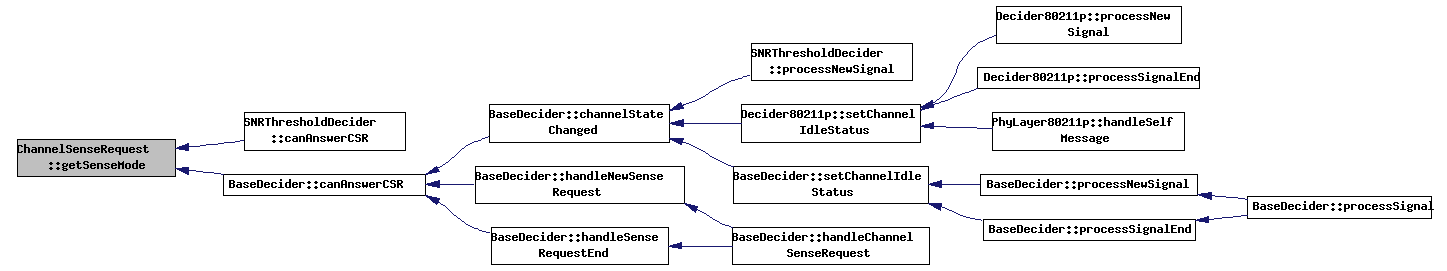 ChannelSenseRequest
::getSenseMode
SNRThresholdDecider
::canAnswerCSR
BaseDecider::canAnswerCSR
BaseDecider::channelState
Changed
BaseDecider::handleNewSense
Request
BaseDecider::handleSense
RequestEnd
SNRThresholdDecider
::processNewSignal
Decider80211p::setChannel
IdleStatus
BaseDecider::setChannelIdle
Status
BaseDecider::handleChannel
SenseRequest
Decider80211p::processNew
Signal
Decider80211p::processSignalEnd
PhyLayer80211p::handleSelf
Message
BaseDecider::processNewSignal
BaseDecider::processSignalEnd
BaseDecider::processSignal